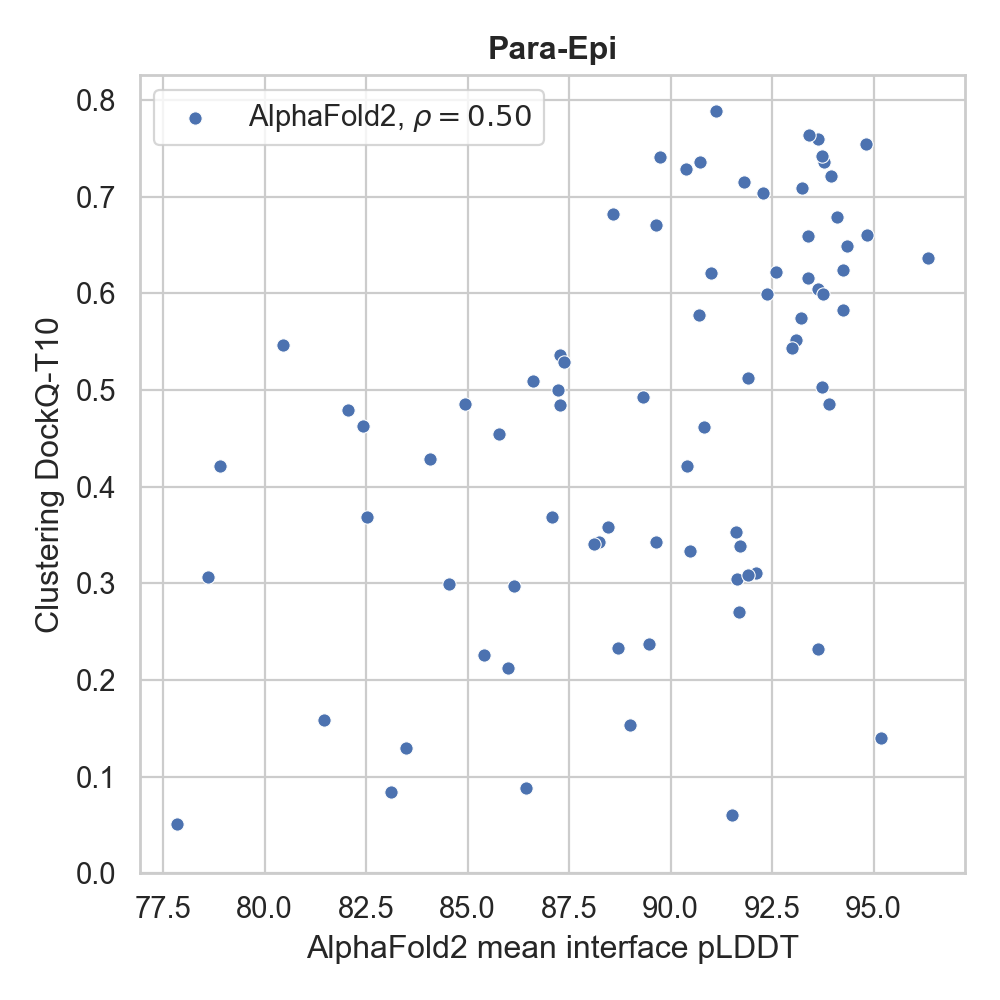 Para-Epi
AlphaFold2, ρ = 0.50
Clustering DockQ-T10
0.8
0.7
0.6
0.5
0.4
0.3
0.2
0.1
0.0
77.5 80.0 82.5 85.0 87.5 90.0 92.5 95.0
AlphaFold2 mean interface pLDDT